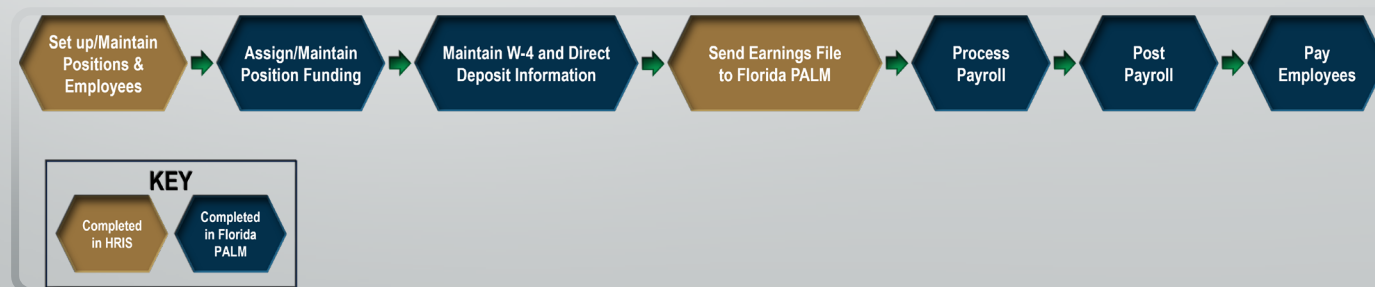 Set up/Maintain
Positions &
Employees
Assign/Maintain
Position Funding
Maintain W-4 and Direct
Deposit Information
Send Earnings File
to Florida PALM
Process
Payroll
Post
Payroll
Pay
Employees
KEY
Completed
in HRIS
Completed
in Florida
PALM